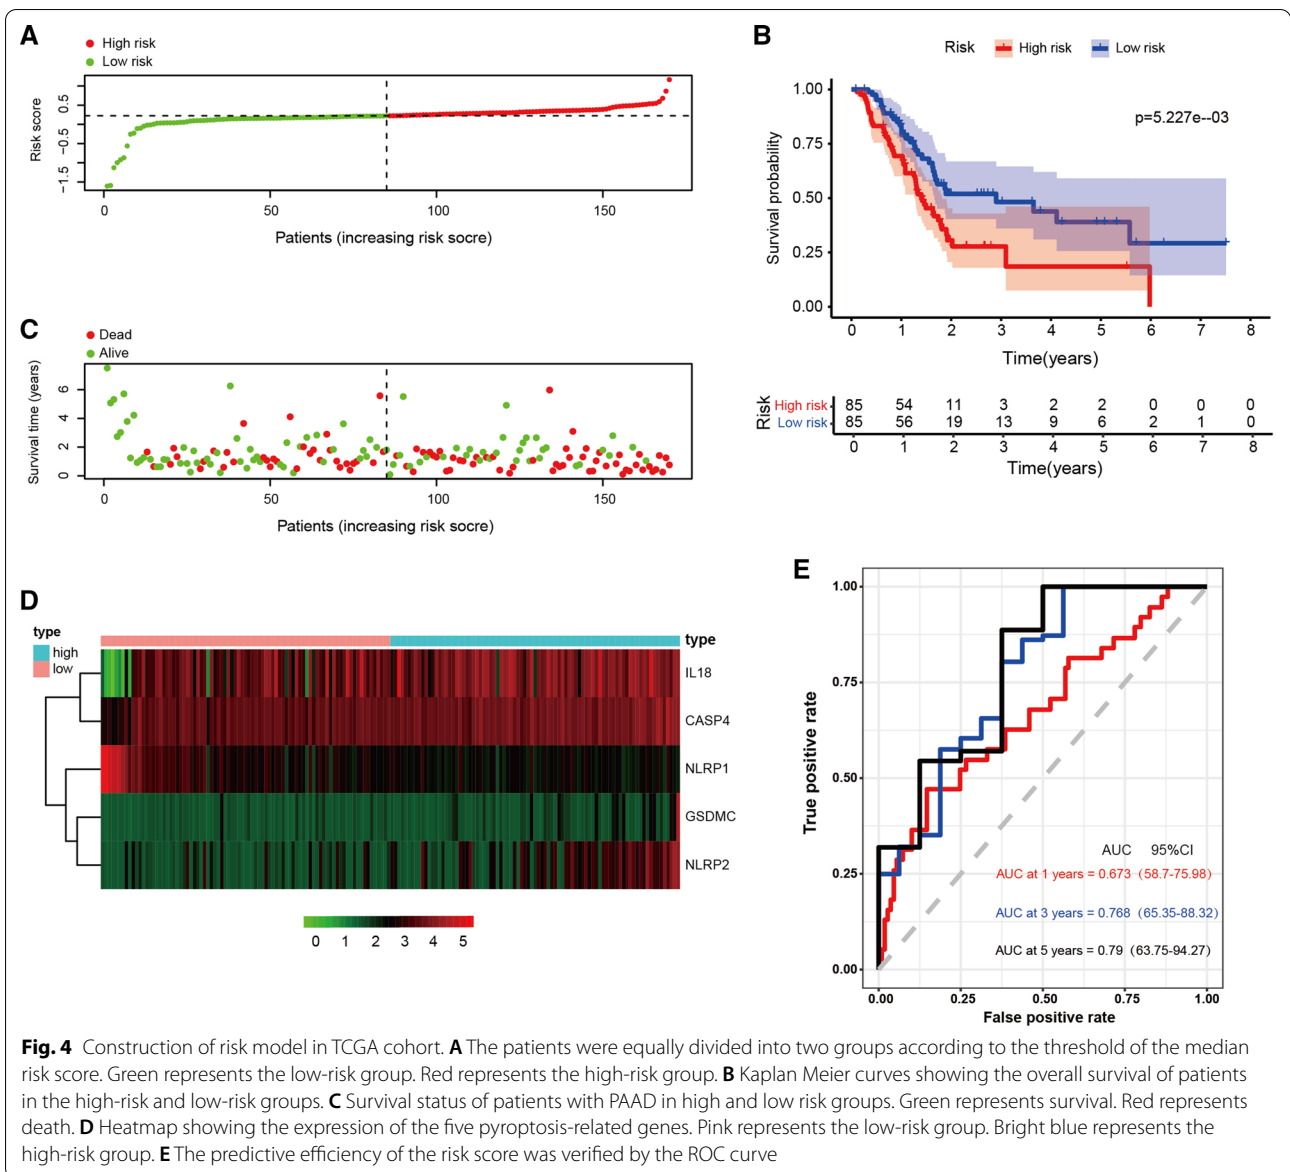 A
High risk
Low risk
Risk score
0.5
−0.5
−1.5
0 50 100 150
Patients (increasing risk socre)
B
Risk High risk Low risk
p=5.227e--03
Survival probability
1.00
0.75
0.50
0.25
0.00
0 1 2 3 4 5 6 7 8
Time(years)
Risk
High risk 85 54 11 3 2 2 0 0 0
Low risk 85 56 19 13 9 6 2 1 0
0 1 2 3 4 5 6 7 8
Time(years)
C
Dead
Alive
Survival time (years)
6
4
2
0
0 50 100 150
Patients (increasing risk socre)
D
type
high
low
type
IL18
CASP4
NLRP1
GSDMC
NLRP2
0 1 2 3 4 5
E
True positive rate
1.00
0.75
0.50
0.25
0.00
AUC 95%CI
AUC at 1 years = 0.673 (58.7-75.98)
AUC at 3 years = 0.768 (65.35-88.32)
AUC at 5 years = 0.79 (63.75-94.27)
0.00 0.25 0.50 0.75 1.00
False positive rate
Fig. 4 Construction of risk model in TCGA cohort. A The patients were equally divided into two groups according to the threshold of the median
risk score. Green represents the low-risk group. Red represents the high-risk group. B Kaplan Meier curves showing the overall survival of patients
in the high-risk and low-risk groups. C Survival status of patients with PAAD in high and low risk groups. Green represents survival. Red represents
death. D Heatmap showing the expression of the five pyroptosis-related genes. Pink represents the low-risk group. Bright blue represents the
high-risk group. E The predictive efficiency of the risk score was verified by the ROC curve